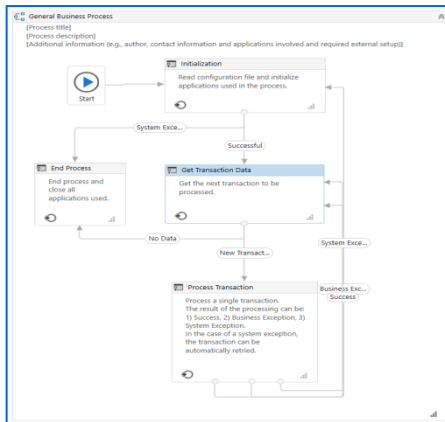 General Business Process
[Process title]
[Process description]
[Additional information (e.g., author, contact information and applications involved and required external setup)]
Initialization
Read configuration file and initialize
applications used in the process.
Start
System Exce...
Successful
End Process
End process and
close all
applications used.
Get Transaction Data
Get the next transaction to be
processed.
No Data
System Exce...
New Transact...
Process Transaction
Business Exc...
Success
Process a single transaction.
The result of the processing can be:
1) Success, 2) Business Exception, 3)
System Exception.
In the case of a system exception,
the transaction can be
automatically retried.